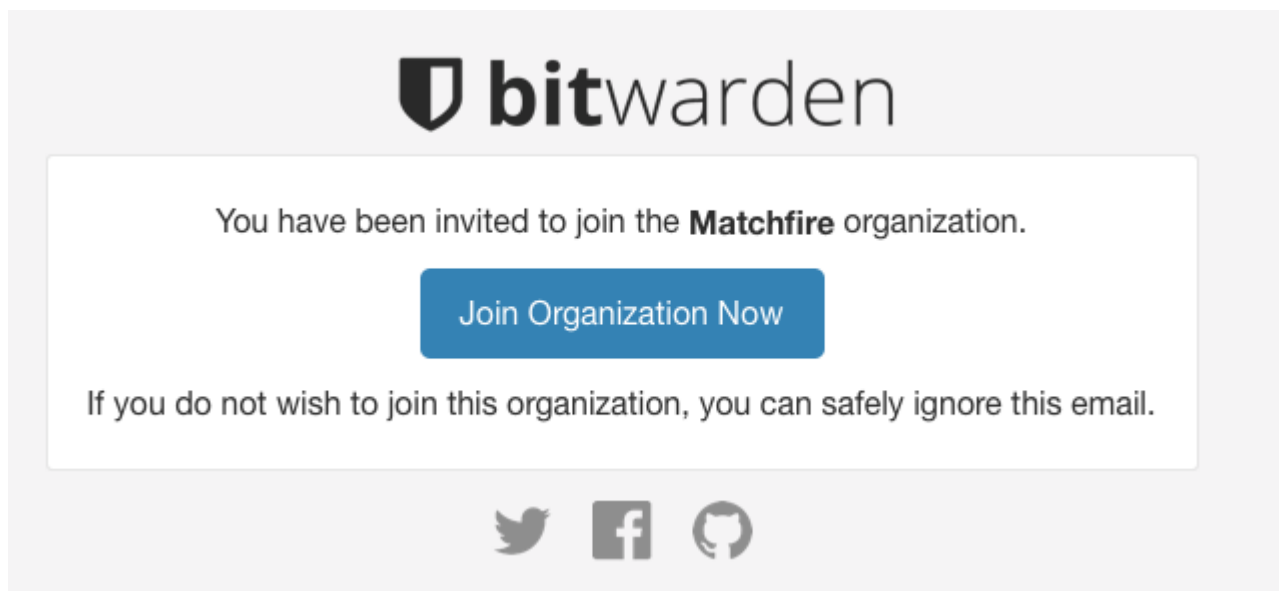 bitwarden
You have been invited to join the Matchfire organization.
Join Organization Now
If you do not wish to join this organization, you can safely ignore this email.